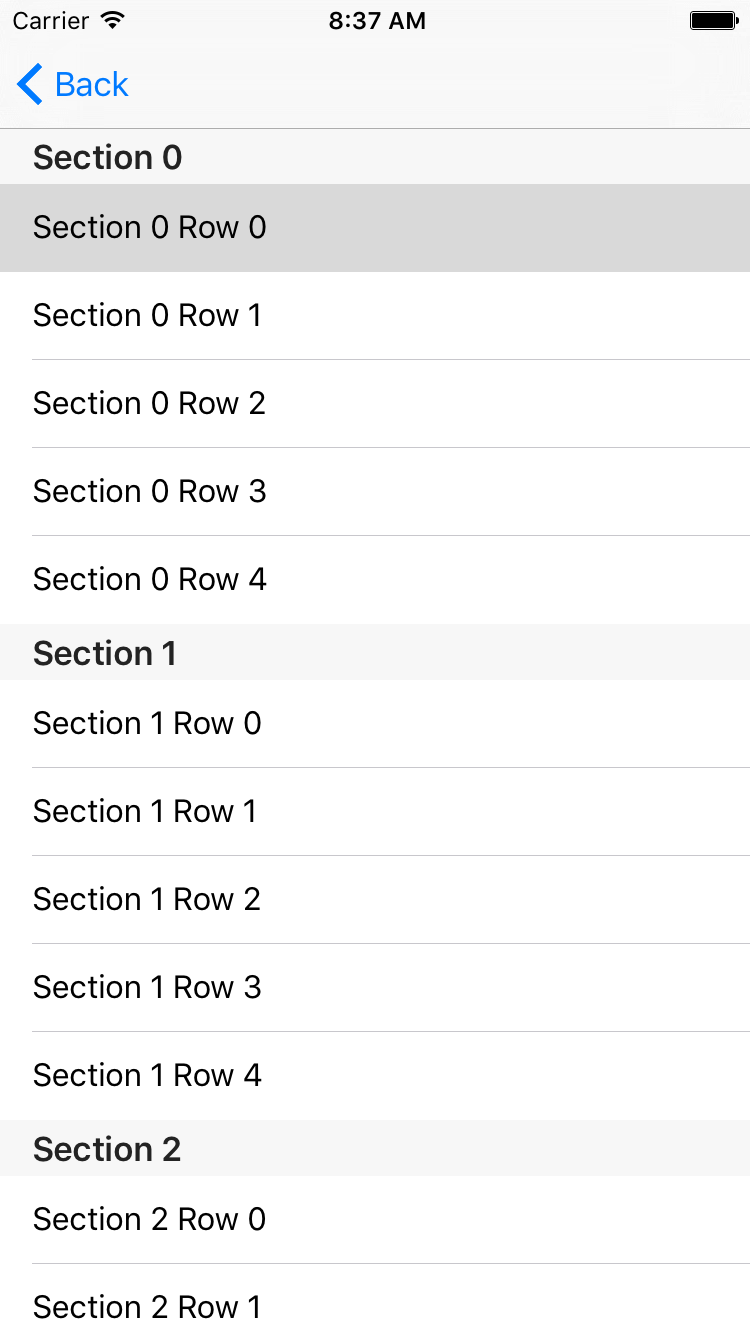 Carrier 8:37 AM
Back
Section 0
Section 0 Row 0
Section 0 Row 1
Section 0 Row 2
Section 0 Row 3
Section 0 Row 4
Section 1
Section 1 Row 0
Section 1 Row 1
Section 1 Row 2
Section 1 Row 3
Section 1 Row 4
Section 2
Section 2 Row 0
Section 2 Row 1